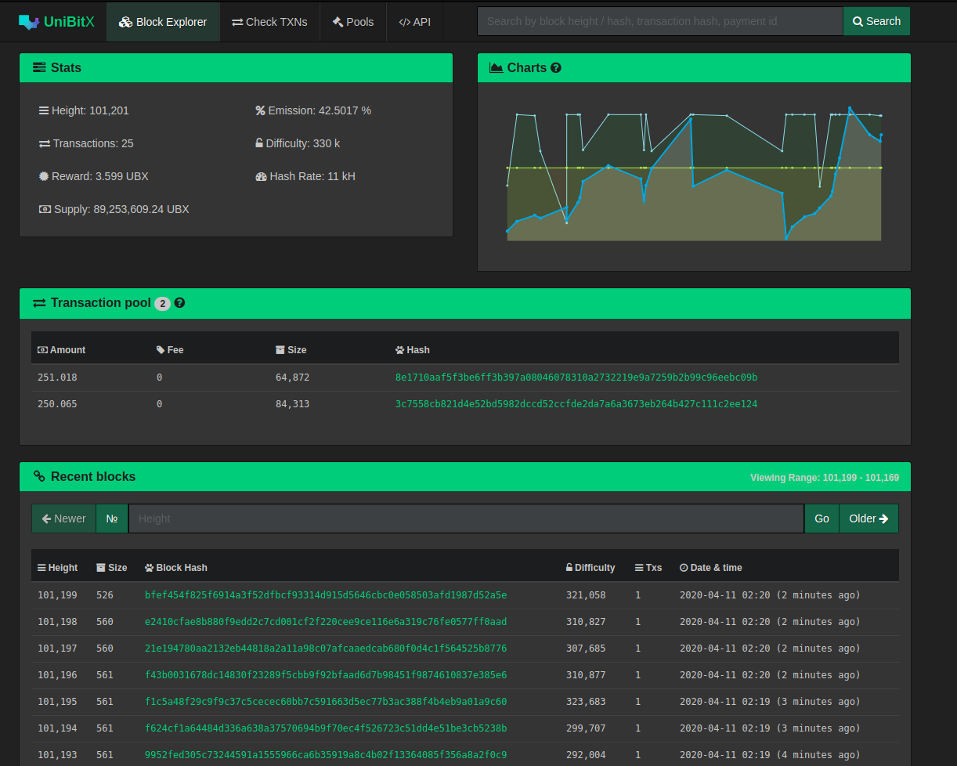 UniBitX Block Explorer Check TXNs Pools API Search by block height / hash, transaction hash, payment id Search
Stats
Height: 101,201 Emission: 42.5017 %
Transactions: 25 Difficulty: 330 k
Reward: 3.599 UBX Hash Rate: 11 kH
Supply: 89,253,609.24 UBX
Charts
Transaction pool 2
Amount Fee Size Hash
251.018 0 64,872 8e1710aaf5f3be6ff3b397a08046078310a2732219e9a7259b2b99c96eebc09b
250.065 0 84,313 3c7558cb821d4e52bd5982dccd52ccfde2da7a6a3673eb264b427c111c2ee124
Recent blocks Viewing Range: 101,199 - 101,169
Newer № Height Go Older
Height Size Block Hash Difficulty Txs Date & time
101,199 526 bfef454f825f6914a3f52dfbcf93314d915d5646cbc0e058503afd1987d52a5e 321,058 1 2020-04-11 02:20 (2 minutes ago)
101,198 560 e2410cfae8b880f9edd2c7cd001cf2f220cee9ce116e6a319c76fe0577ff0aad 310,827 1 2020-04-11 02:20 (2 minutes ago)
101,197 560 21e194780aa2132eb44818a2a11a98c07afcaaedcab680f0d4c1f564525b8776 307,685 1 2020-04-11 02:20 (2 minutes ago)
101,196 561 f43b0031678dc14830f23289f5cbb9f92bfaad6d7b98451f9874610837e385e6 310,877 1 2020-04-11 02:20 (2 minutes ago)
101,195 561 f1c5a48f29c9f9c37c5cecec60bb7c591663d5ec77b3ac388f4b4eb9a01a9c60 323,683 1 2020-04-11 02:19 (3 minutes ago)
101,194 561 f624cf1a64484d336a638a37570694b9f70ec4f526723c51dd4e51be3cb5238b 299,707 1 2020-04-11 02:19 (3 minutes ago)
101,193 561 9952fed305c73244591a1555966ca6b35919a8c4b02f13364085f356a8a2f0c9 292,004 1 2020-04-11 02:19 (4 minutes ago)